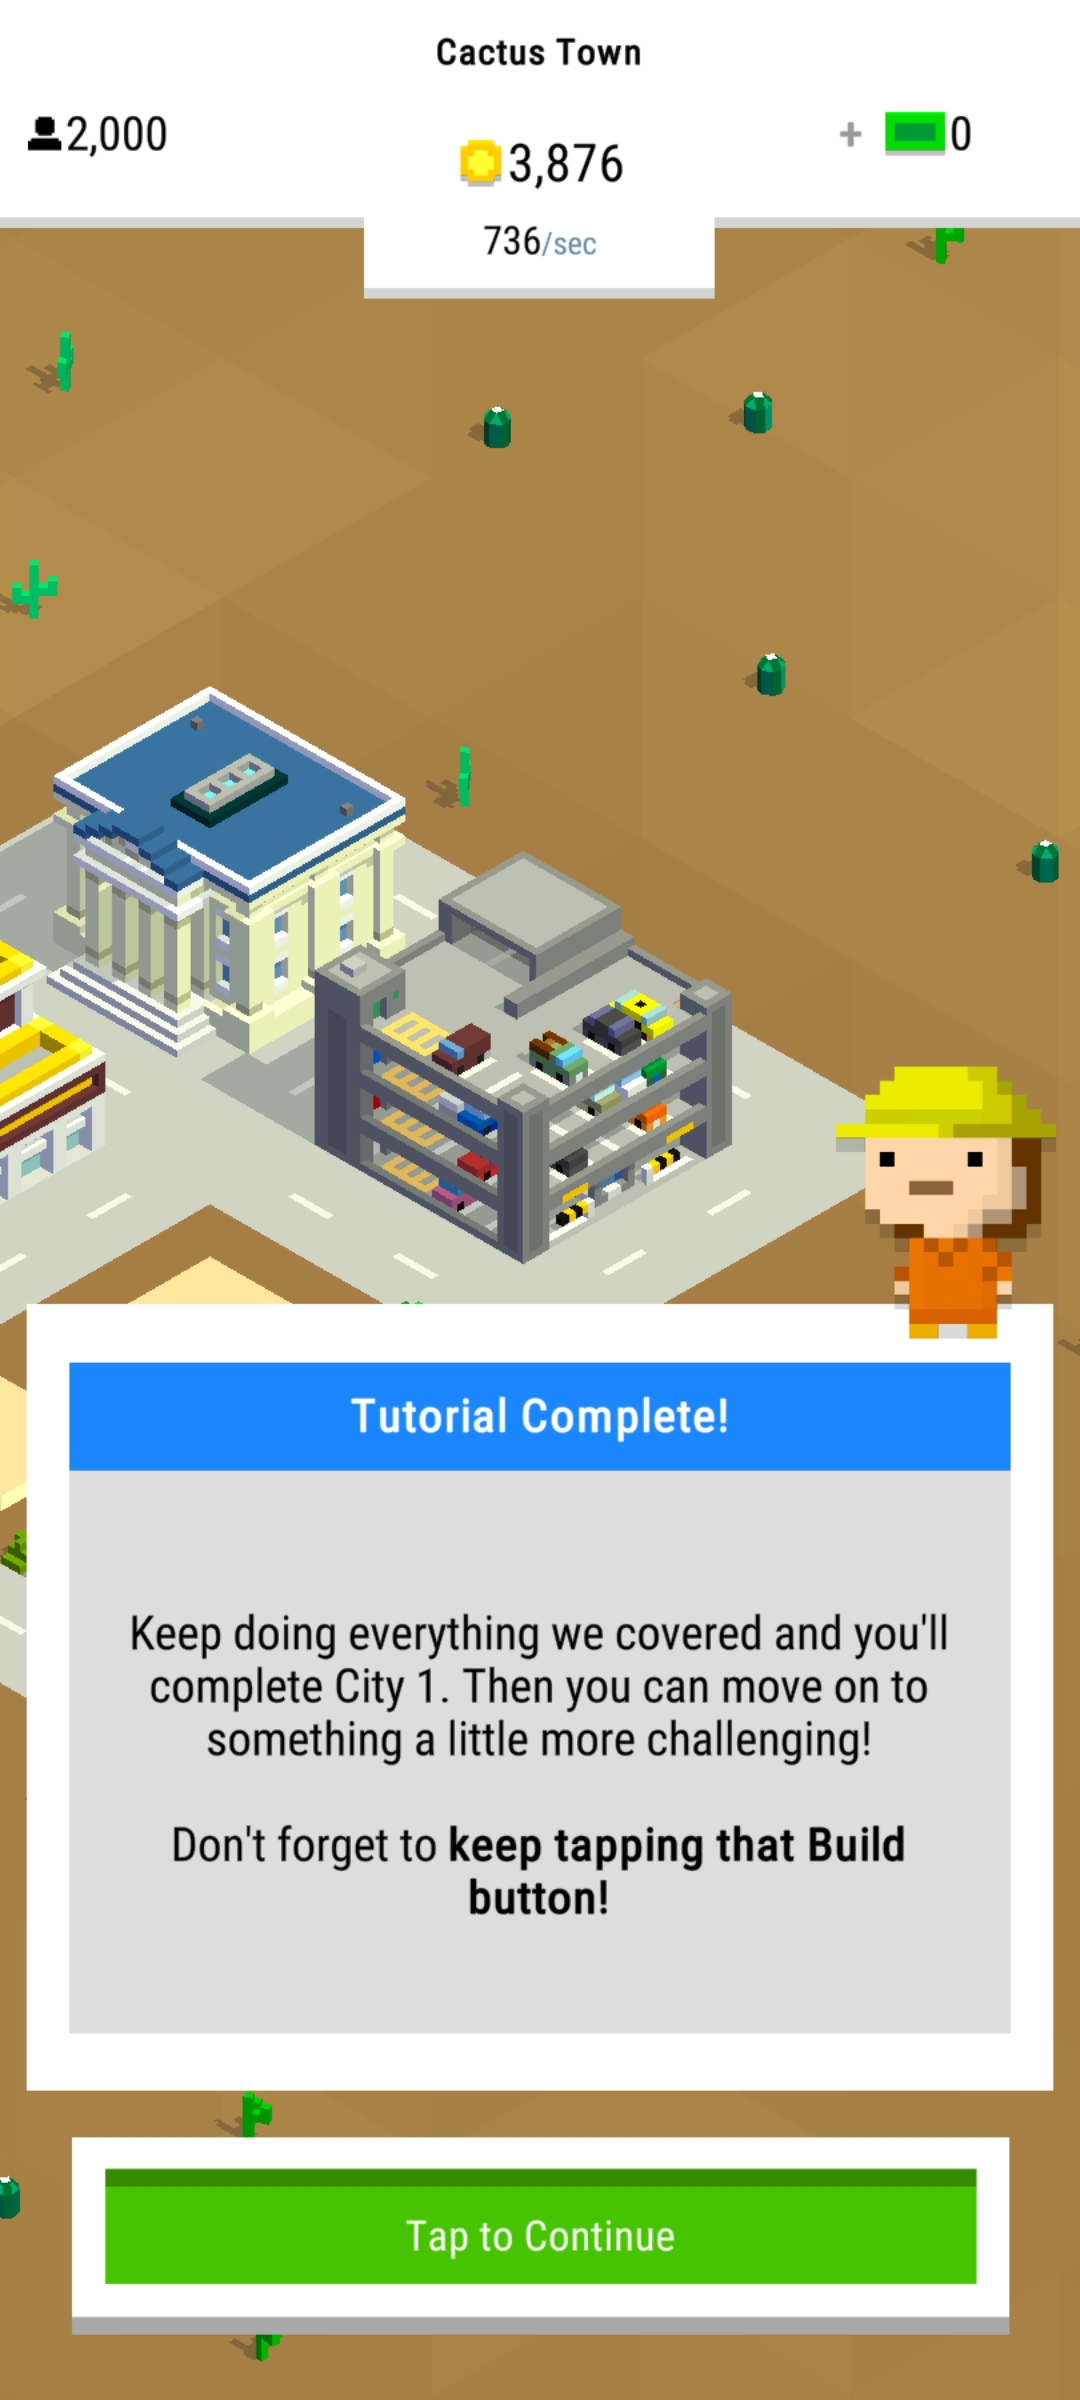 Cactus Town
2,000
3,876
+ 0
736/sec
Tutorial Complete!
Keep doing everything we covered and you'll
complete City 1. Then you can move on to
something a little more challenging!
Don't forget to keep tapping that Build
button!
Tap to Continue